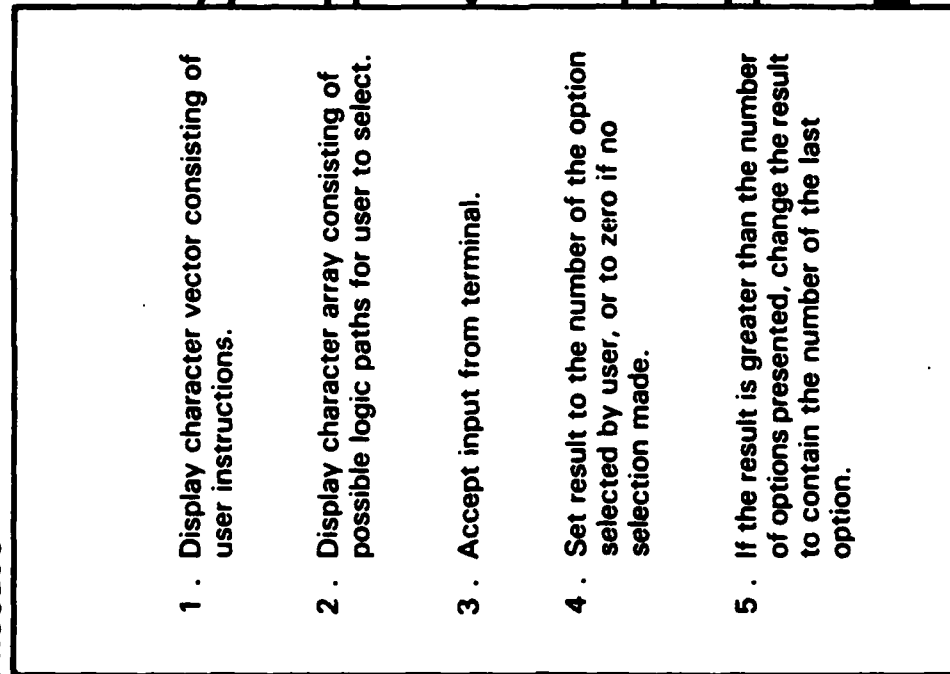 1 . Display character vector consisting of
user instructions.
2 . Display character array consisting of
possible logic paths for user to select.
3 . Accept input from terminal.
4 . Set result to the number of the option
selected by user, or to zero if no
selection made.
5 . If the result is greater than the number
of options presented, change the result
to contain the number of the last
option.